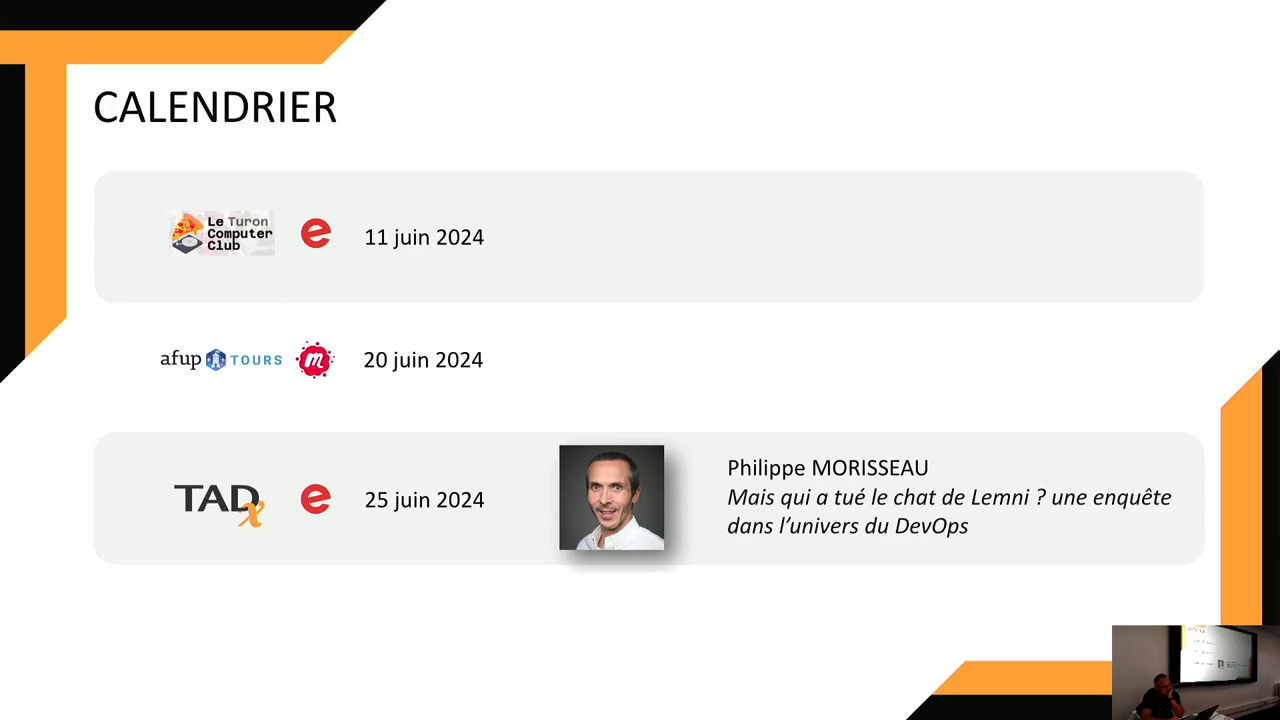 CALENDRIER
Le Turon
Computer
Club
e
11 juin 2024
afup TOURS
m
20 juin 2024
TADx
e
25 juin 2024
Philippe MORISSEAU
Mais qui a tué le chat de Lemni ? une enquête
dans l’univers du DevOps